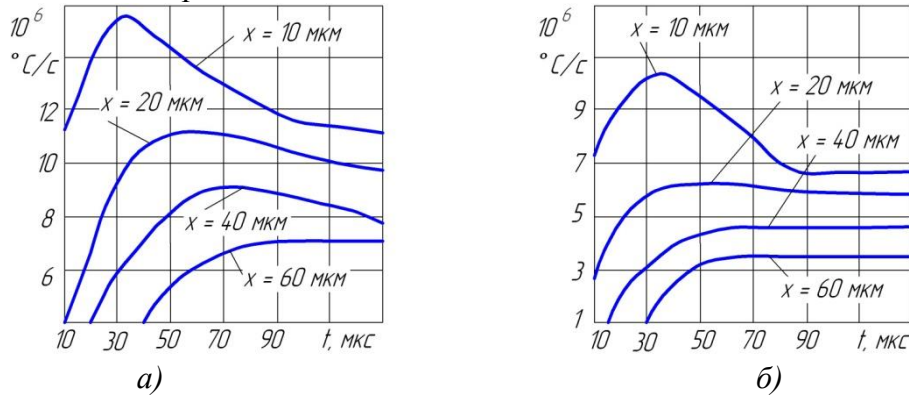 10⁶
°C/c
12
10
8
6
10 30 50 70 90 t, мкс
x = 10 мкм
x = 20 мкм
x = 40 мкм
x = 60 мкм
а)
10⁶
°C/c
9
7
5
3
1
10 30 50 70 90 t, мкс
x = 10 мкм
x = 20 мкм
x = 40 мкм
x = 60 мкм
б)